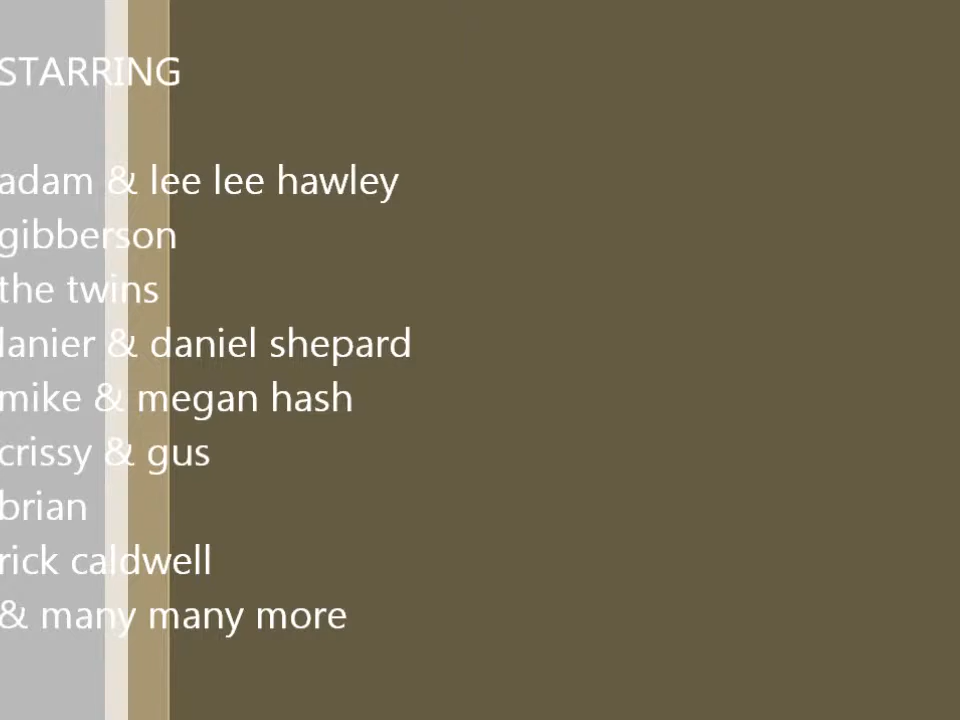 STARRING
adam & lee lee hawley
gibberson
the twins
lanier & daniel shepard
mike & megan hash
crissy & gus
brian
rick caldwell
& many many more